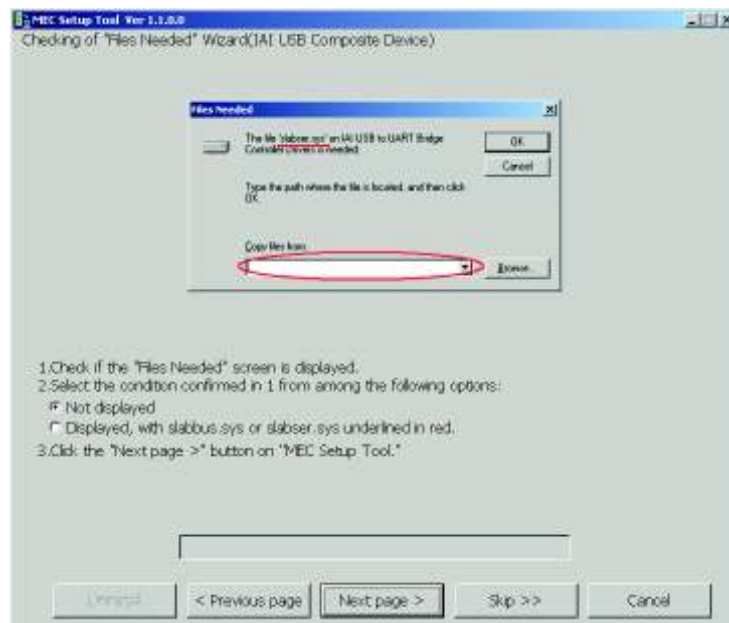 MEC Setup Tool Ver 1.1.0.0
Checking of "Files Needed" Wizard(IAI USB Composite Device)
Files Needed
The file 'slabser.sys' on IAI USB to UART Bridge
Controller Drivers is needed.
OK
Cancel
Type the path where the file is located, and then click
OK.
Copy files from:
Browse...
1.Check if the "Files Needed" screen is displayed.
2.Select the condition confirmed in 1 from among the following options:
Not displayed
Displayed, with slabbus.sys or slabser.sys underlined in red.
3.Click the "Next page >" button on "MEC Setup Tool."
Uninstall
< Previous page
Next page >
Skip >>
Cancel